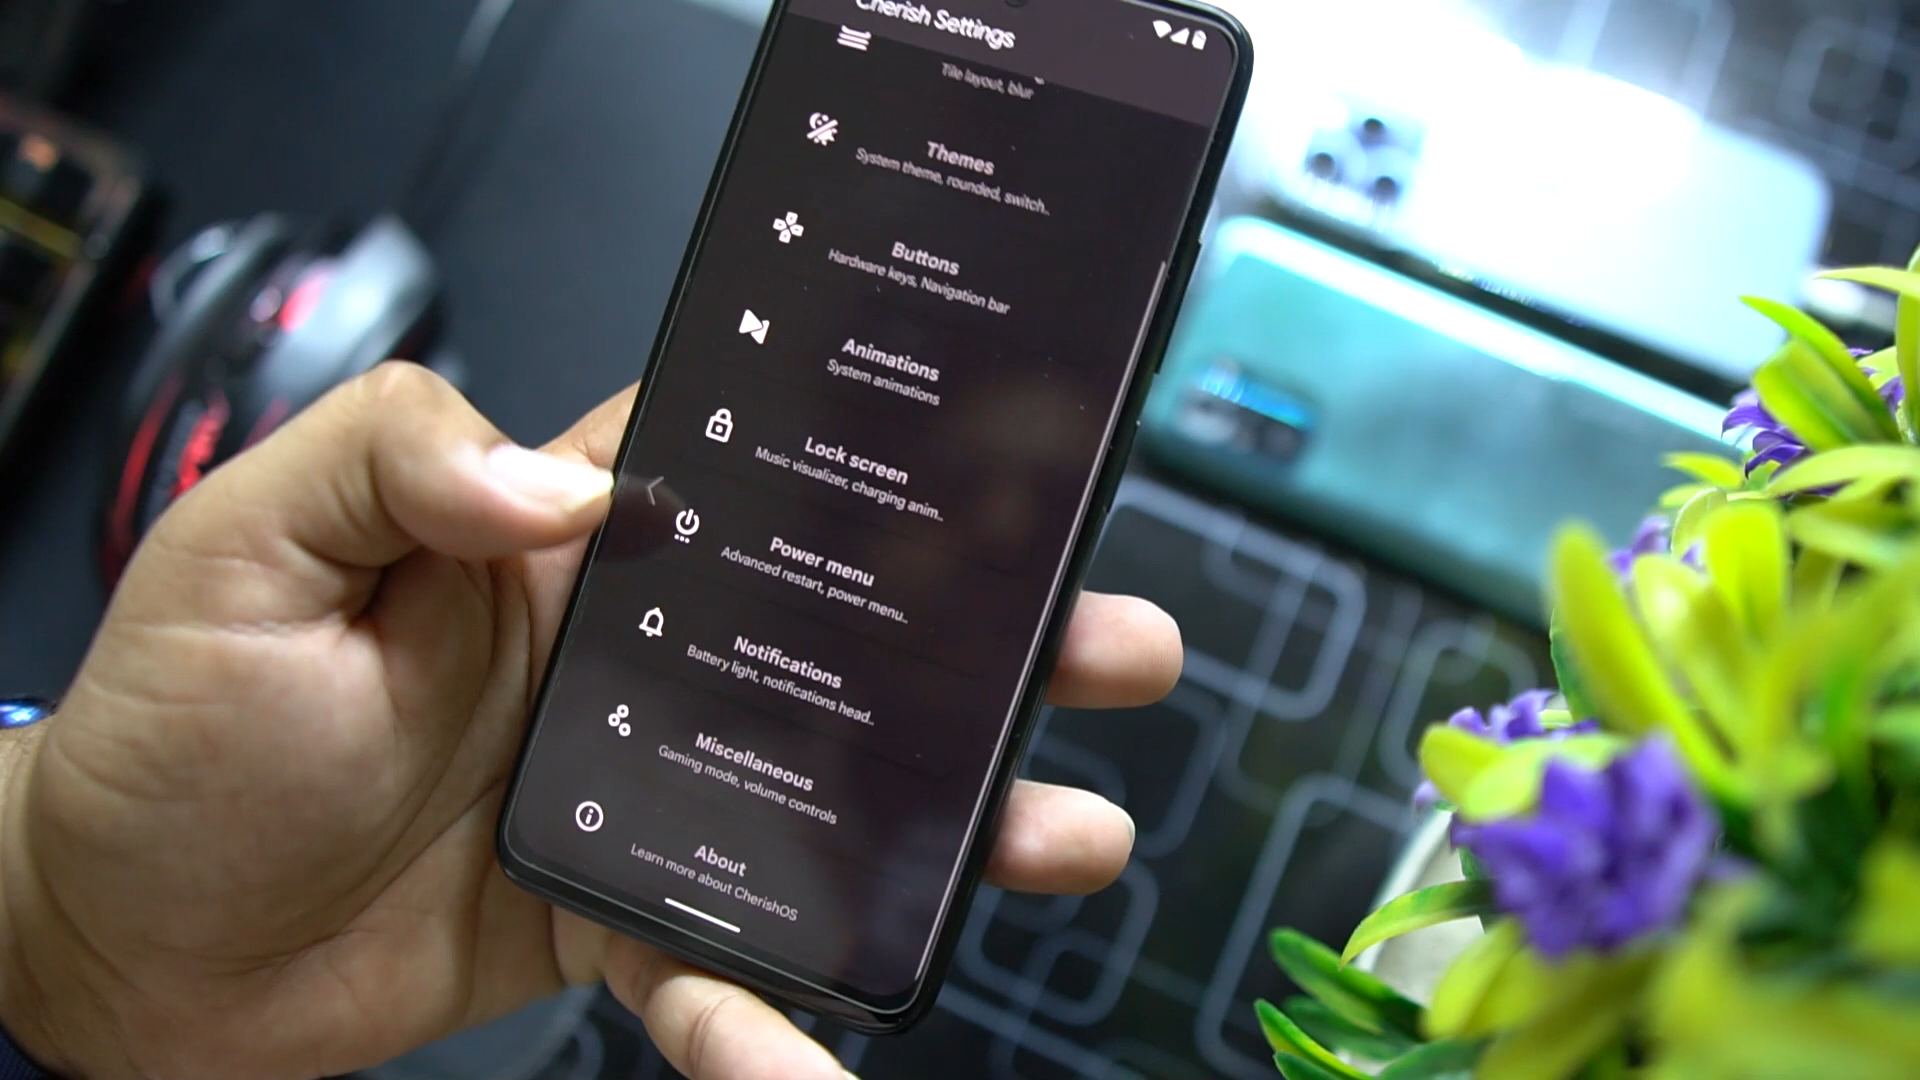 Cherish Settings
Tile layout, blur
Themes
System theme, rounded, switch..
Buttons
Hardware keys, Navigation bar
Animations
System animations
Lock screen
Music visualizer, charging anim..
Power menu
Advanced restart, power menu..
Notifications
Battery light, notifications head..
Miscellaneous
Gaming mode, volume controls
About
Learn more about CherishOS